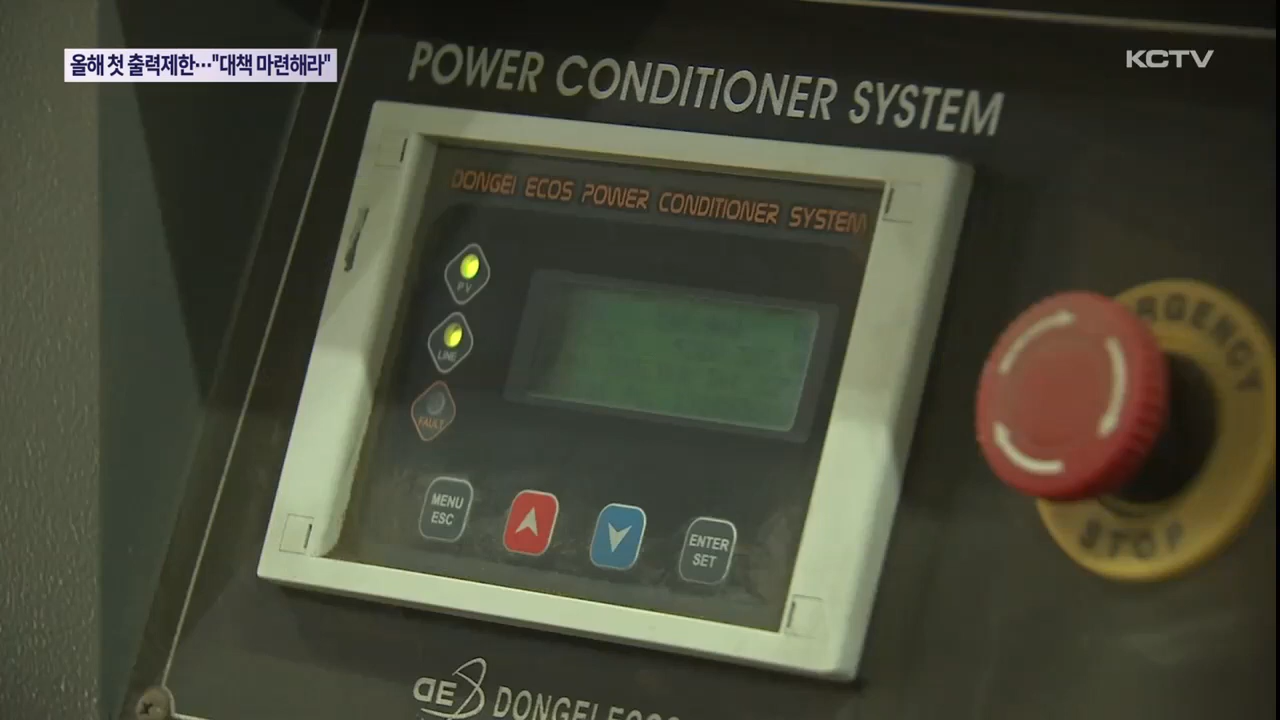 올해 첫 출력제한…"대책 마련해라"
KCTV
POWER CONDITIONER SYSTEM
DONGEI ECOS POWER CONDITIONER SYSTEM
PV
LINE
FAULT
MENU
ESC
ENTER
SET
STOP
DE